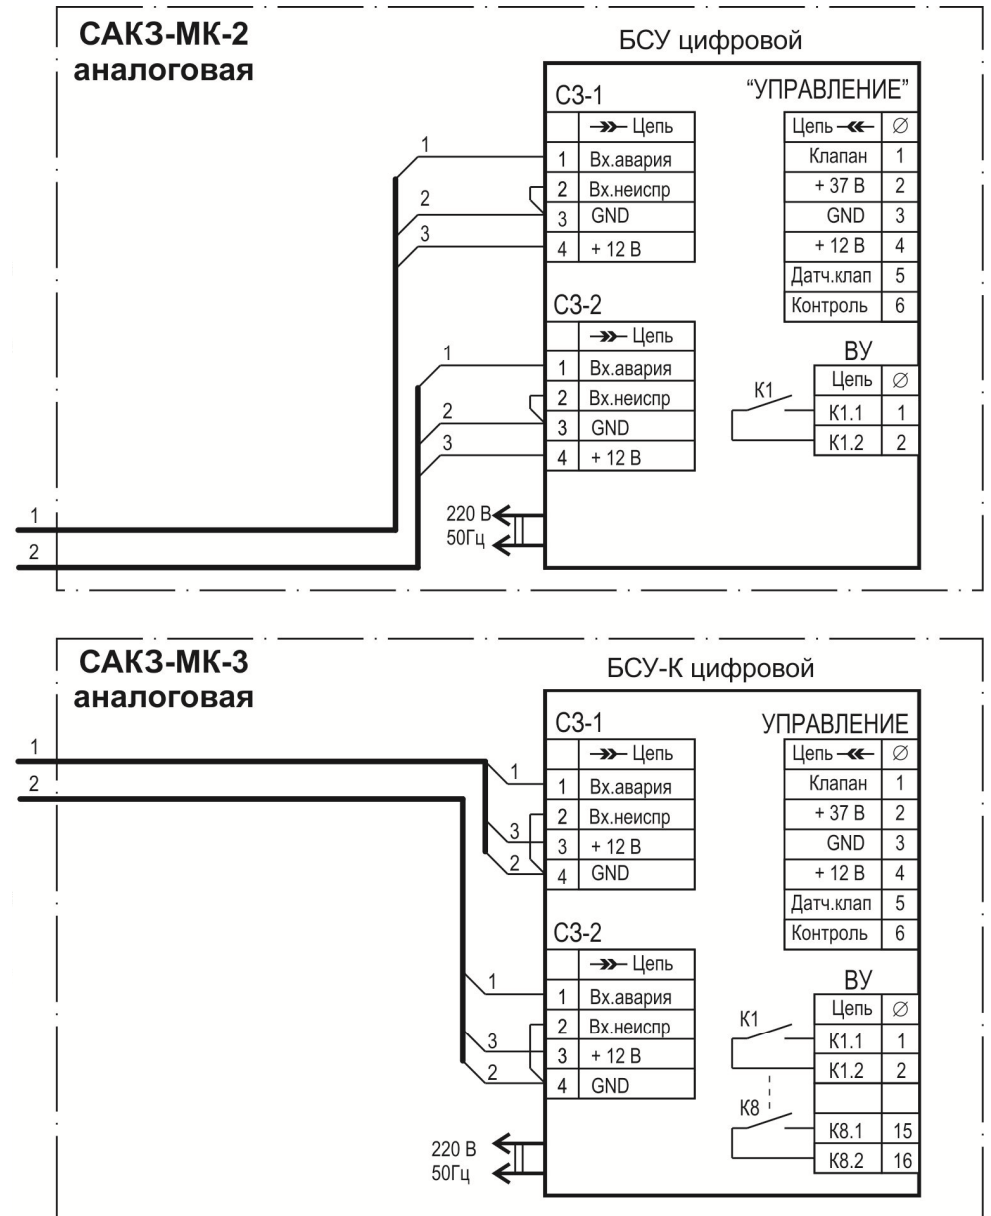 САКЗ-МК-2
аналоговая
БСУ цифровой
СЗ-1
Цепь
1 Вх.авария
2 Вх.неиспр
3 GND
4 + 12 В
1
2
3
"УПРАВЛЕНИЕ"
Цепь ∅
Клапан 1
+ 37 В 2
GND 3
+ 12 В 4
Датч.клап 5
Контроль 6
СЗ-2
Цепь
1 Вх.авария
2 Вх.неиспр
3 GND
4 + 12 В
1
2
3
ВУ
Цепь ∅
К1.1 1
К1.2 2
К1
220 В
50Гц
1
2
САКЗ-МК-3
аналоговая
БСУ-К цифровой
СЗ-1
Цепь
1 Вх.авария
2 Вх.неиспр
3 + 12 В
4 GND
1
3
2
УПРАВЛЕНИЕ
Цепь ∅
Клапан 1
+ 37 В 2
GND 3
+ 12 В 4
Датч.клап 5
Контроль 6
1
2
СЗ-2
Цепь
1 Вх.авария
2 Вх.неиспр
3 + 12 В
4 GND
1
3
2
ВУ
Цепь ∅
К1.1 1
К1.2 2
К8.1 15
К8.2 16
К1
К8
220 В
50Гц